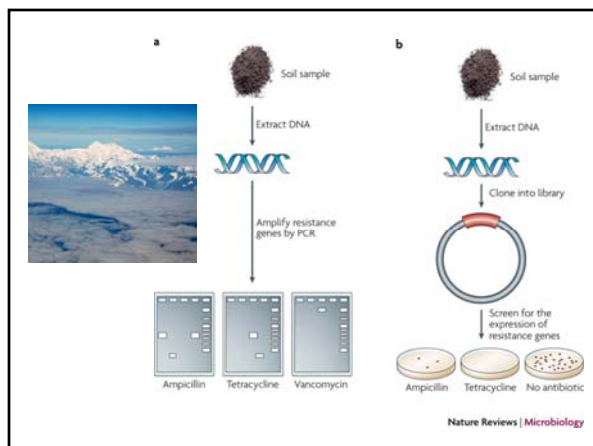 a
Soil sample
Extract DNA
Amplify resistance
genes by PCR
Ampicillin
Tetracycline
Vancomycin
b
Soil sample
Extract DNA
Clone into library
Screen for the
expression of
resistance genes
Ampicillin
Tetracycline
No antibiotic
Nature Reviews | Microbiology